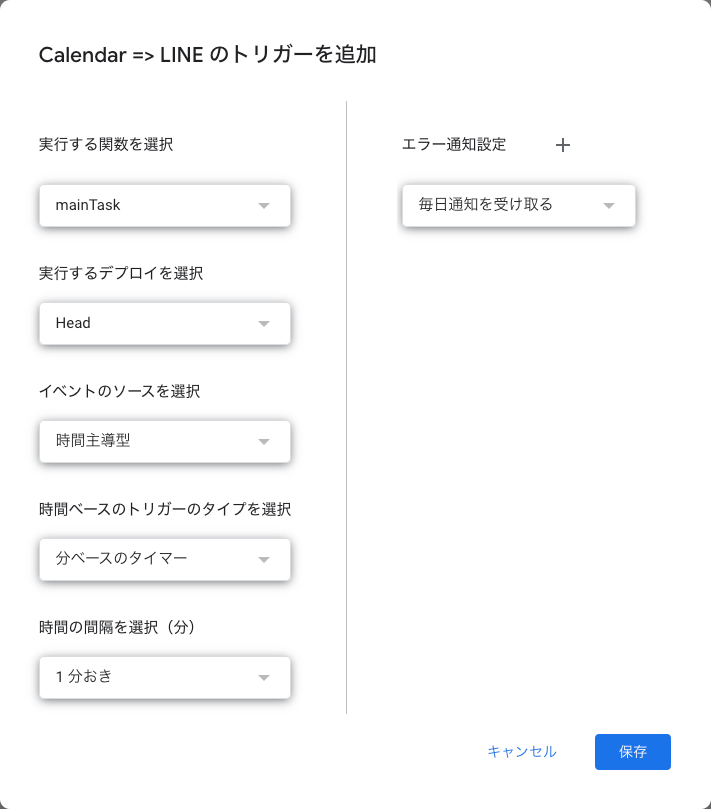 Calendar => LINE のトリガーを追加
実行する関数を選択
mainTask
実行するデプロイを選択
Head
イベントのソースを選択
時間主導型
時間ベースのトリガーのタイプを選択
分ベースのタイマー
時間の間隔を選択（分）
1 分おき
エラー通知設定
毎日通知を受け取る
キャンセル
保存